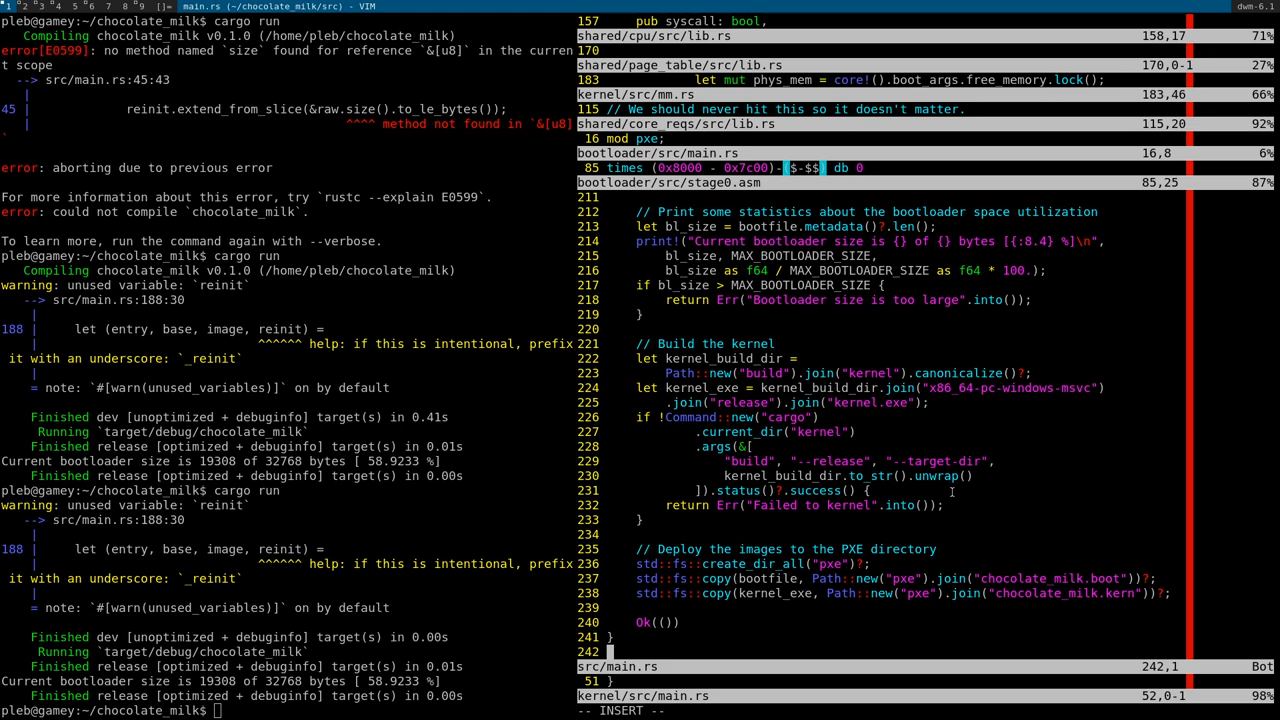 1 2 3 4 5 6 7 8 9 []= main.rs (~/chocolate_milk/src) - VIM dwm-6.1
pleb@gamey:~/chocolate_milk$ cargo run
Compiling chocolate_milk v0.1.0 (/home/pleb/chocolate_milk)
error[E0599]: no method named `size` found for reference `&[u8]` in the curren
t scope
--> src/main.rs:45:43
|
45 | reinit.extend_from_slice(&raw.size().to_le_bytes());
| ^^^^ method not found in `&[u8]
`
error: aborting due to previous error
For more information about this error, try `rustc --explain E0599`.
error: could not compile `chocolate_milk`.
To learn more, run the command again with --verbose.
pleb@gamey:~/chocolate_milk$ cargo run
Compiling chocolate_milk v0.1.0 (/home/pleb/chocolate_milk)
warning: unused variable: `reinit`
--> src/main.rs:188:30
|
188 | let (entry, base, image, reinit) =
| ^^^^^^ help: if this is intentional, prefix
it with an underscore: `_reinit`
|
= note: `#[warn(unused_variables)]` on by default
Finished dev [unoptimized + debuginfo] target(s) in 0.41s
Running `target/debug/chocolate_milk`
Finished release [optimized + debuginfo] target(s) in 0.01s
Current bootloader size is 19308 of 32768 bytes [ 58.9233 %]
Finished release [optimized + debuginfo] target(s) in 0.00s
pleb@gamey:~/chocolate_milk$ cargo run
warning: unused variable: `reinit`
--> src/main.rs:188:30
|
188 | let (entry, base, image, reinit) =
| ^^^^^^ help: if this is intentional, prefix
it with an underscore: `_reinit`
|
= note: `#[warn(unused_variables)]` on by default
Finished dev [unoptimized + debuginfo] target(s) in 0.00s
Running `target/debug/chocolate_milk`
Finished release [optimized + debuginfo] target(s) in 0.01s
Current bootloader size is 19308 of 32768 bytes [ 58.9233 %]
Finished release [optimized + debuginfo] target(s) in 0.00s
pleb@gamey:~/chocolate_milk$
157 pub syscall: bool,
shared/cpu/src/lib.rs 158,17 71%
170
shared/page_table/src/lib.rs 170,0-1 27%
183 let mut phys_mem = core!().boot_args.free_memory.lock();
kernel/src/mm.rs 183,46 66%
115 // We should never hit this so it doesn't matter.
shared/core_reqs/src/lib.rs 115,20 92%
16 mod pxe;
bootloader/src/main.rs 16,8 6%
85 times (0x8000 - 0x7c00)-($-$$) db 0
bootloader/src/stage0.asm 85,25 87%
211
212 // Print some statistics about the bootloader space utilization
213 let bl_size = bootfile.metadata()?.len();
214 print!("Current bootloader size is {} of {} bytes [{:8.4} %]\n",
215 bl_size, MAX_BOOTLOADER_SIZE,
216 bl_size as f64 / MAX_BOOTLOADER_SIZE as f64 * 100.);
217 if bl_size > MAX_BOOTLOADER_SIZE {
218 return Err("Bootloader size is too large".into());
219 }
220
221 // Build the kernel
222 let kernel_build_dir =
223 Path::new("build").join("kernel").canonicalize()?;
224 let kernel_exe = kernel_build_dir.join("x86_64-pc-windows-msvc")
225 .join("release").join("kernel.exe");
226 if !Command::new("cargo")
227 .current_dir("kernel")
228 .args(&[
229 "build", "--release", "--target-dir",
230 kernel_build_dir.to_str().unwrap()
231 ]).status()?.success() {
232 return Err("Failed to kernel".into());
233 }
234
235 // Deploy the images to the PXE directory
236 std::fs::create_dir_all("pxe")?;
237 std::fs::copy(bootfile, Path::new("pxe").join("chocolate_milk.boot"))?;
238 std::fs::copy(kernel_exe, Path::new("pxe").join("chocolate_milk.kern"))?;
239
240 Ok(())
241 }
242
src/main.rs 242,1 Bot
51 }
kernel/src/main.rs 52,0-1 98%
-- INSERT --